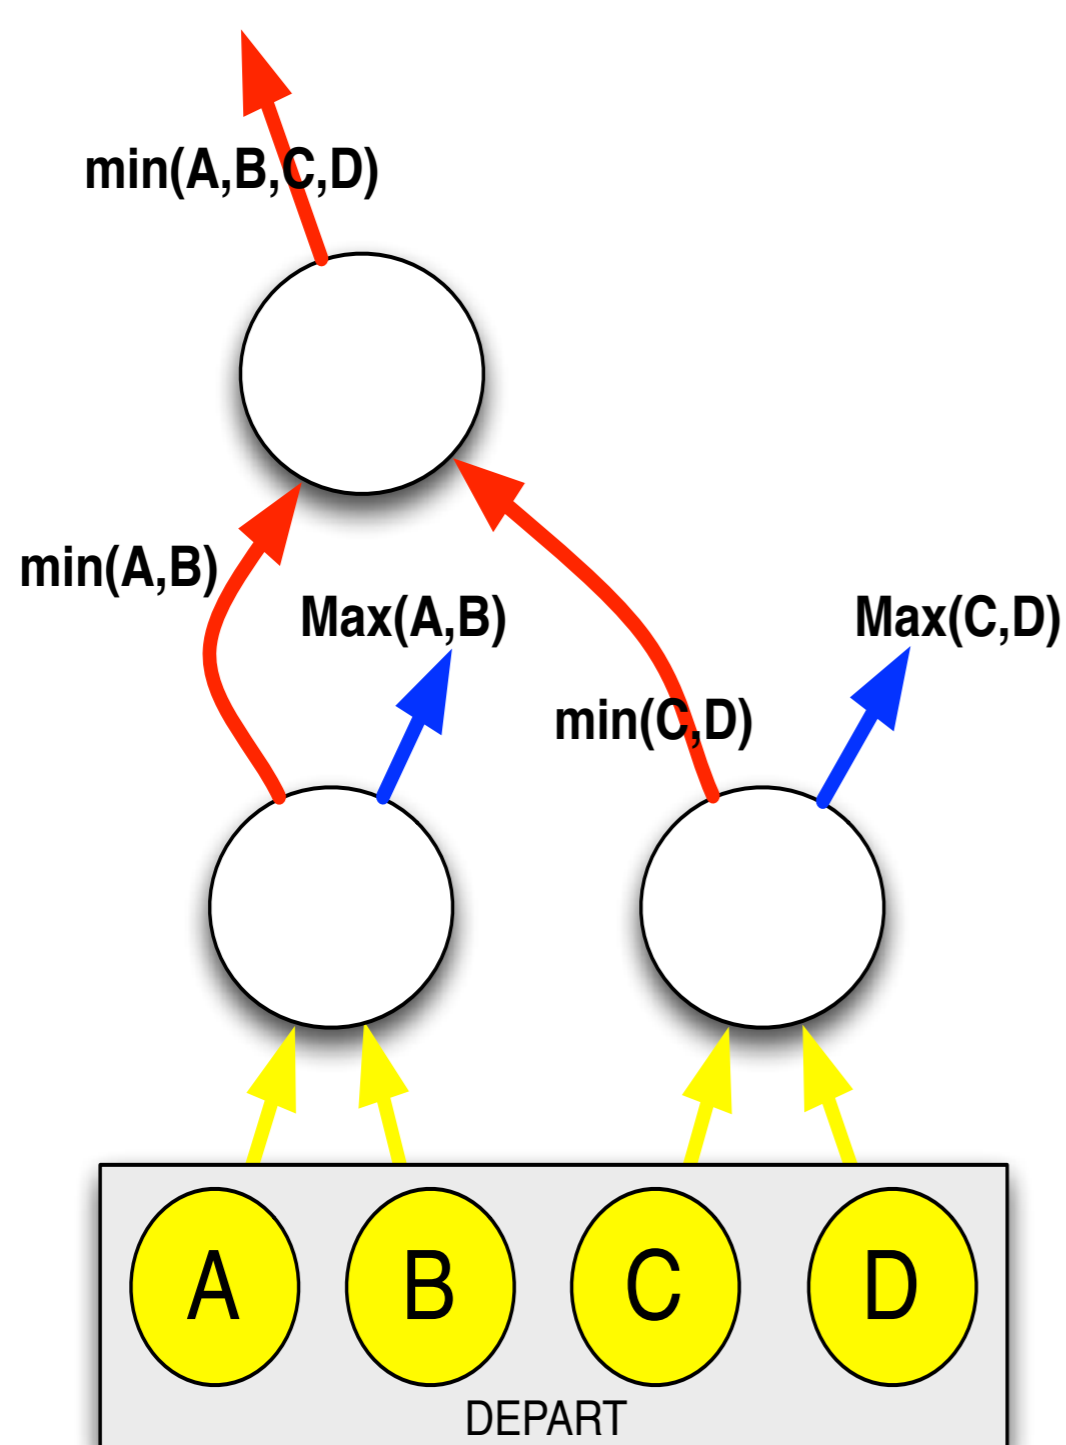 min(A,B,C,D)
min(A,B)
Max(A,B)
Max(C,D)
min(C,D)
A
B
C
D
DEPART